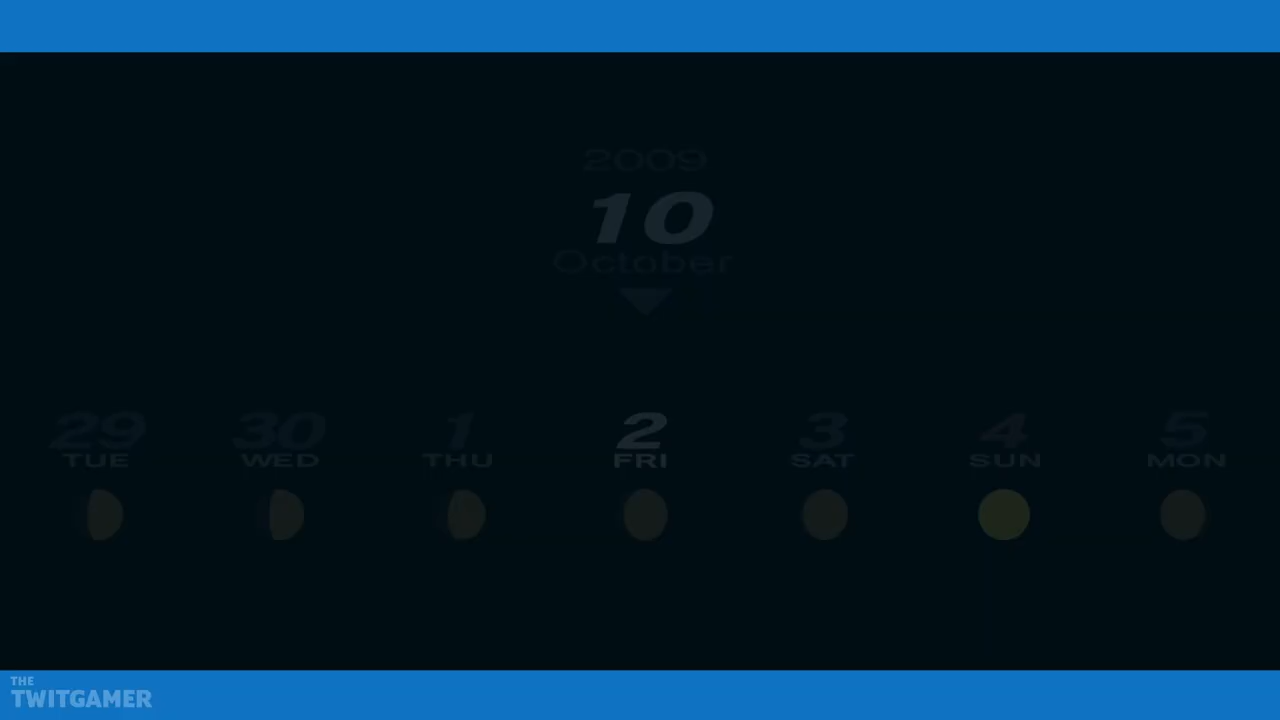 2009
10
October
29 30 1 2 3 4 5
TUE WED THU FRI SAT SUN MON
THE
TWITGAMER